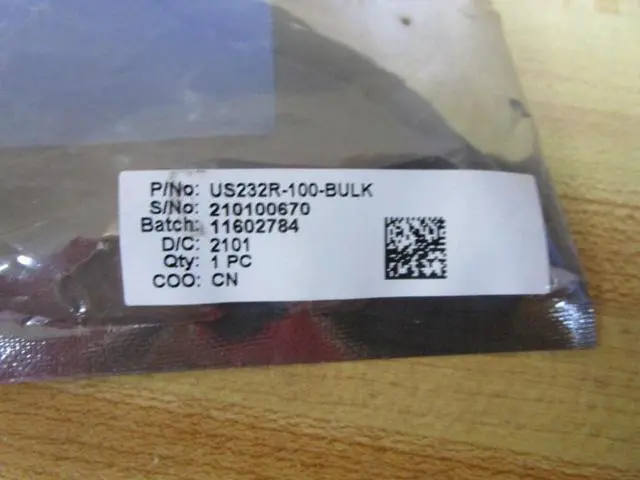 P/No: US232R-100-BULK
S/No: 210100670
Batch: 11602784
D/C: 2101
Qty: 1 PC
COO: CN